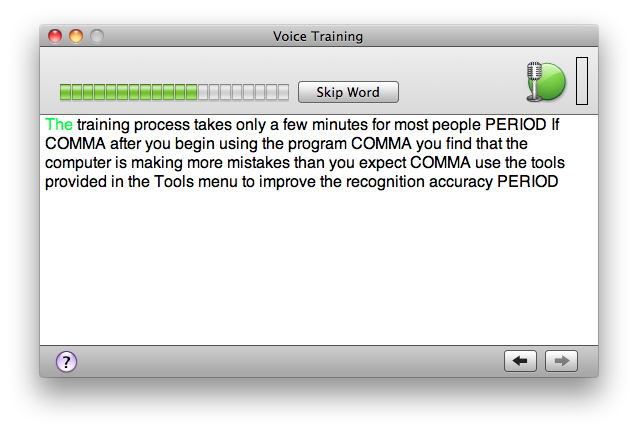 Voice Training
Skip Word
The training process takes only a few minutes for most people PERIOD If
COMMA after you begin using the program COMMA you find that the
computer is making more mistakes than you expect COMMA use the tools
provided in the Tools menu to improve the recognition accuracy PERIOD
?